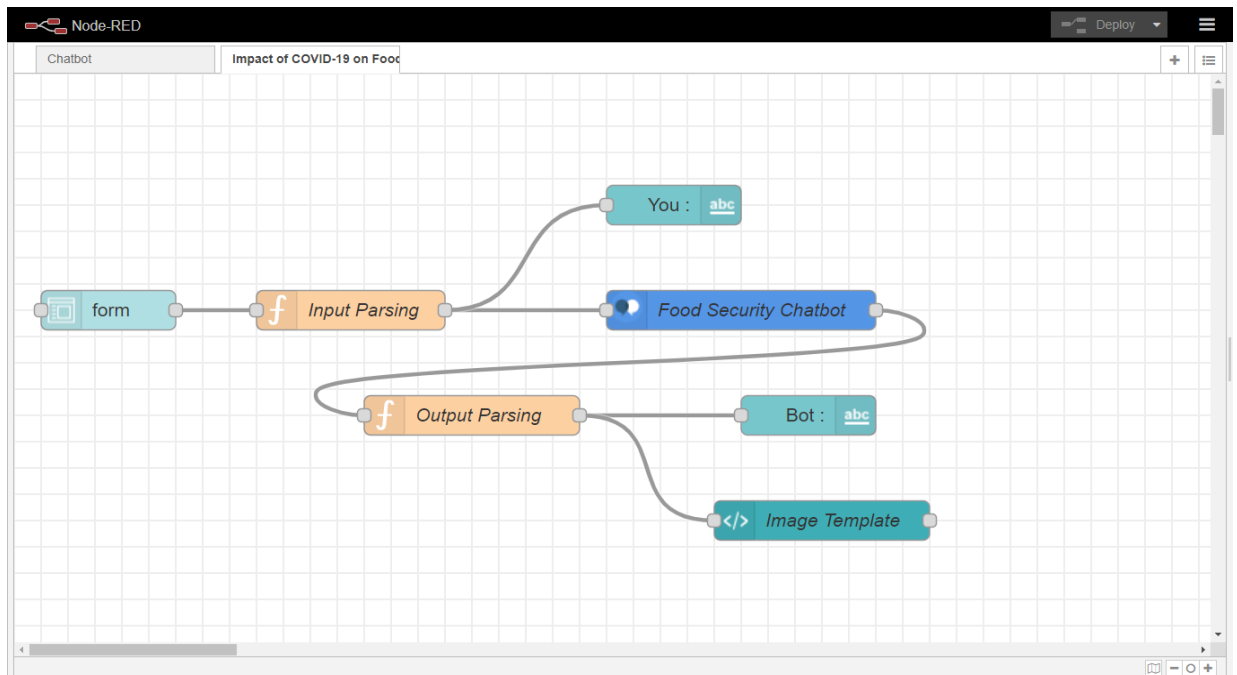 Node-RED
Deploy
Chatbot
Impact of COVID-19 on Food
You :
abc
form
Input Parsing
Food Security Chatbot
Output Parsing
Bot :
abc
</>
Image Template